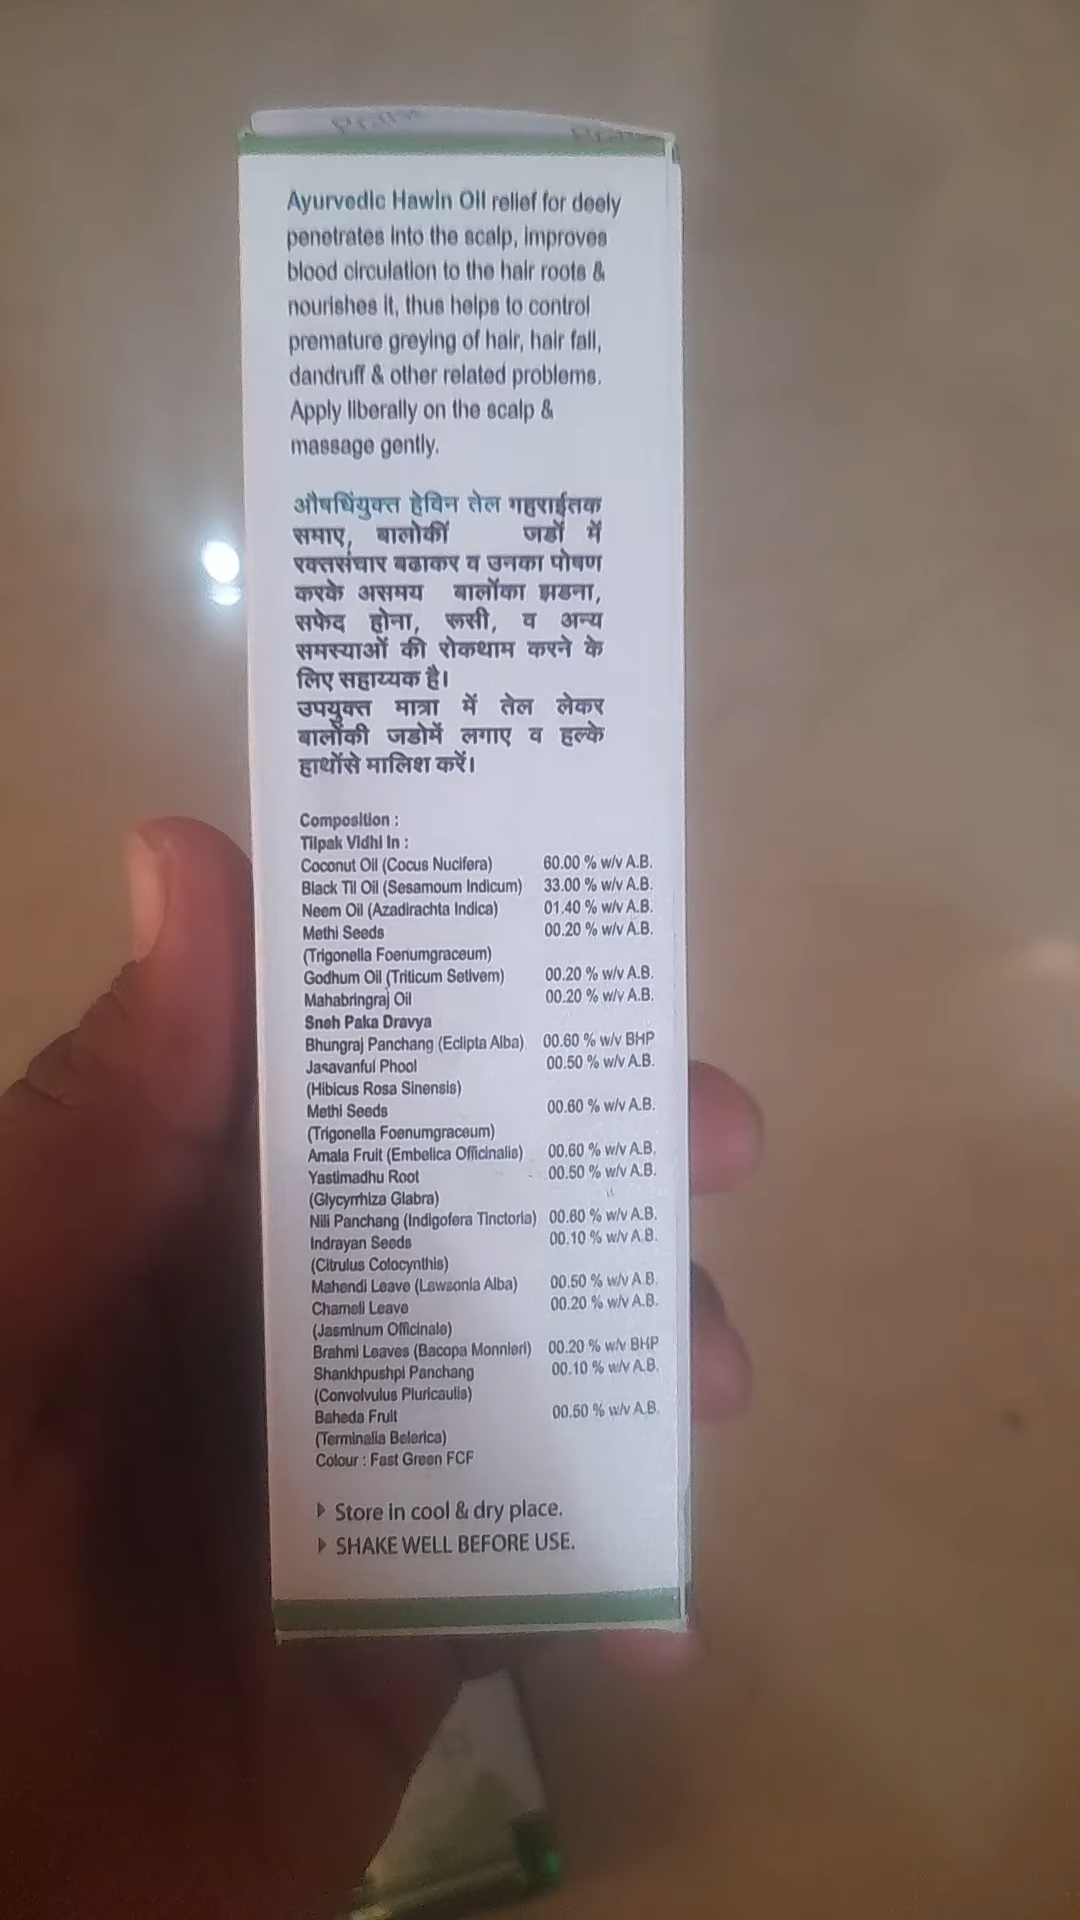 Ayurvedic Hawin Oil relief for deely
penetrates into the scalp, improves
blood circulation to the hair roots &
nourishes it, thus helps to control
premature greying of hair, hair fall,
dandruff & other related problems.
Apply liberally on the scalp &
massage gently.
औषधियुक्त हेविन तेल गहराईतक
समाए, बालोकीं जडों में
रक्तसंचार बढाकर व उनका पोषण
करके असमय बालोंका झडना,
सफेद होना, रूसी, व अन्य
समस्याओं की रोकथाम करने के
लिए सहाय्यक है।
उपयुक्त मात्रा में तेल लेकर
बालोंकी जडोमें लगाए व हल्के
हाथोंसे मालिश करें।
Composition :
Tilpak Vidhi In :
Coconut Oil (Cocus Nucifera) 60.00 % w/v A.B.
Black Til Oil (Sesamoum Indicum) 33.00 % w/v A.B.
Neem Oil (Azadirachta Indica) 01.40 % w/v A.B.
Methi Seeds 00.20 % w/v A.B.
(Trigonella Foenumgraceum)
Godhum Oil (Triticum Setivem) 00.20 % w/v A.B.
Mahabringraj Oil 00.20 % w/v A.B.
Sneh Paka Dravya
Bhungraj Panchang (Eclipta Alba) 00.60 % w/v BHP
Jasavanful Phool 00.50 % w/v A.B.
(Hibicus Rosa Sinensis)
Methi Seeds 00.60 % w/v A.B.
(Trigonella Foenumgraceum)
Amala Fruit (Embelica Officinalis) 00.60 % w/v A.B.
Yastimadhu Root 00.50 % w/v A.B.
(Glycyrrhiza Glabra)
Nili Panchang (Indigofera Tinctoria) 00.60 % w/v A.B.
Indrayan Seeds 00.10 % w/v A.B.
(Citrulus Colocynthis)
Mahendi Leave (Lawsonia Alba) 00.50 % w/v A.B.
Chameli Leave 00.20 % w/v A.B.
(Jasminum Officinale)
Brahmi Leaves (Bacopa Monnieri) 00.20 % w/v BHP
Shankhpushpi Panchang 00.10 % w/v A.B.
(Convolvulus Pluricaulis)
Baheda Fruit 00.50 % w/v A.B.
(Terminalia Belerica)
Colour : Fast Green FCF
Store in cool & dry place.
SHAKE WELL BEFORE USE.